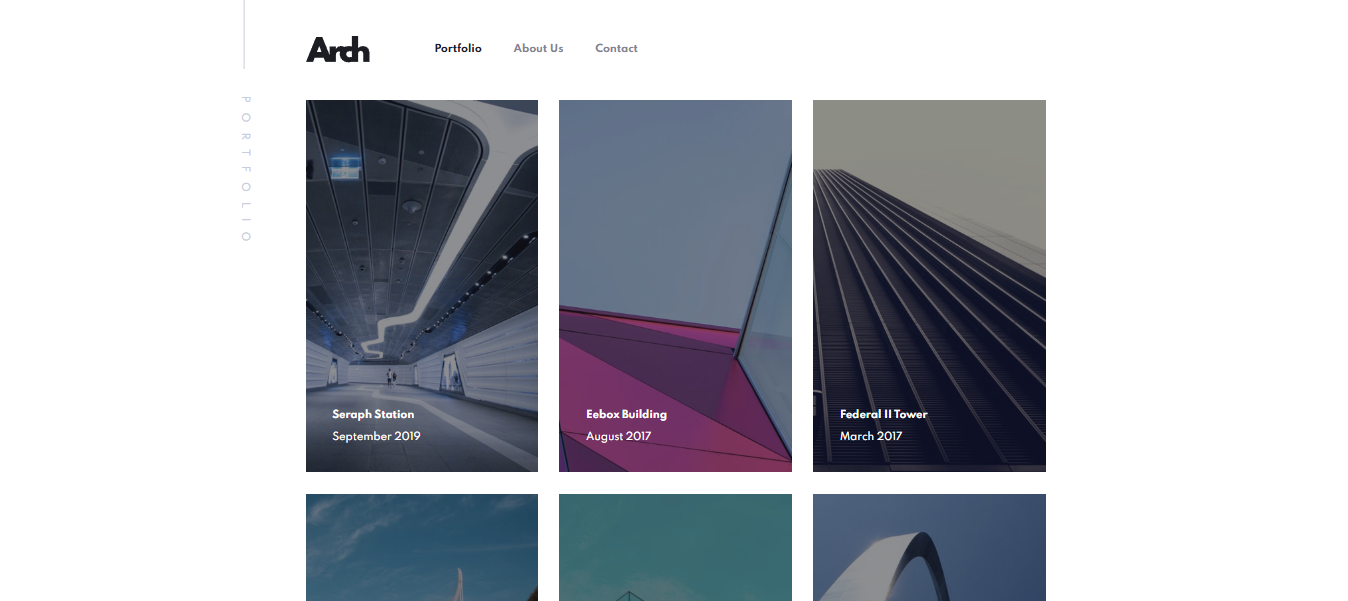 Arch
Portfolio
About Us
Contact
PORTFOLIO
Seraph Station
September 2019
Eebox Building
August 2017
Federal II Tower
March 2017